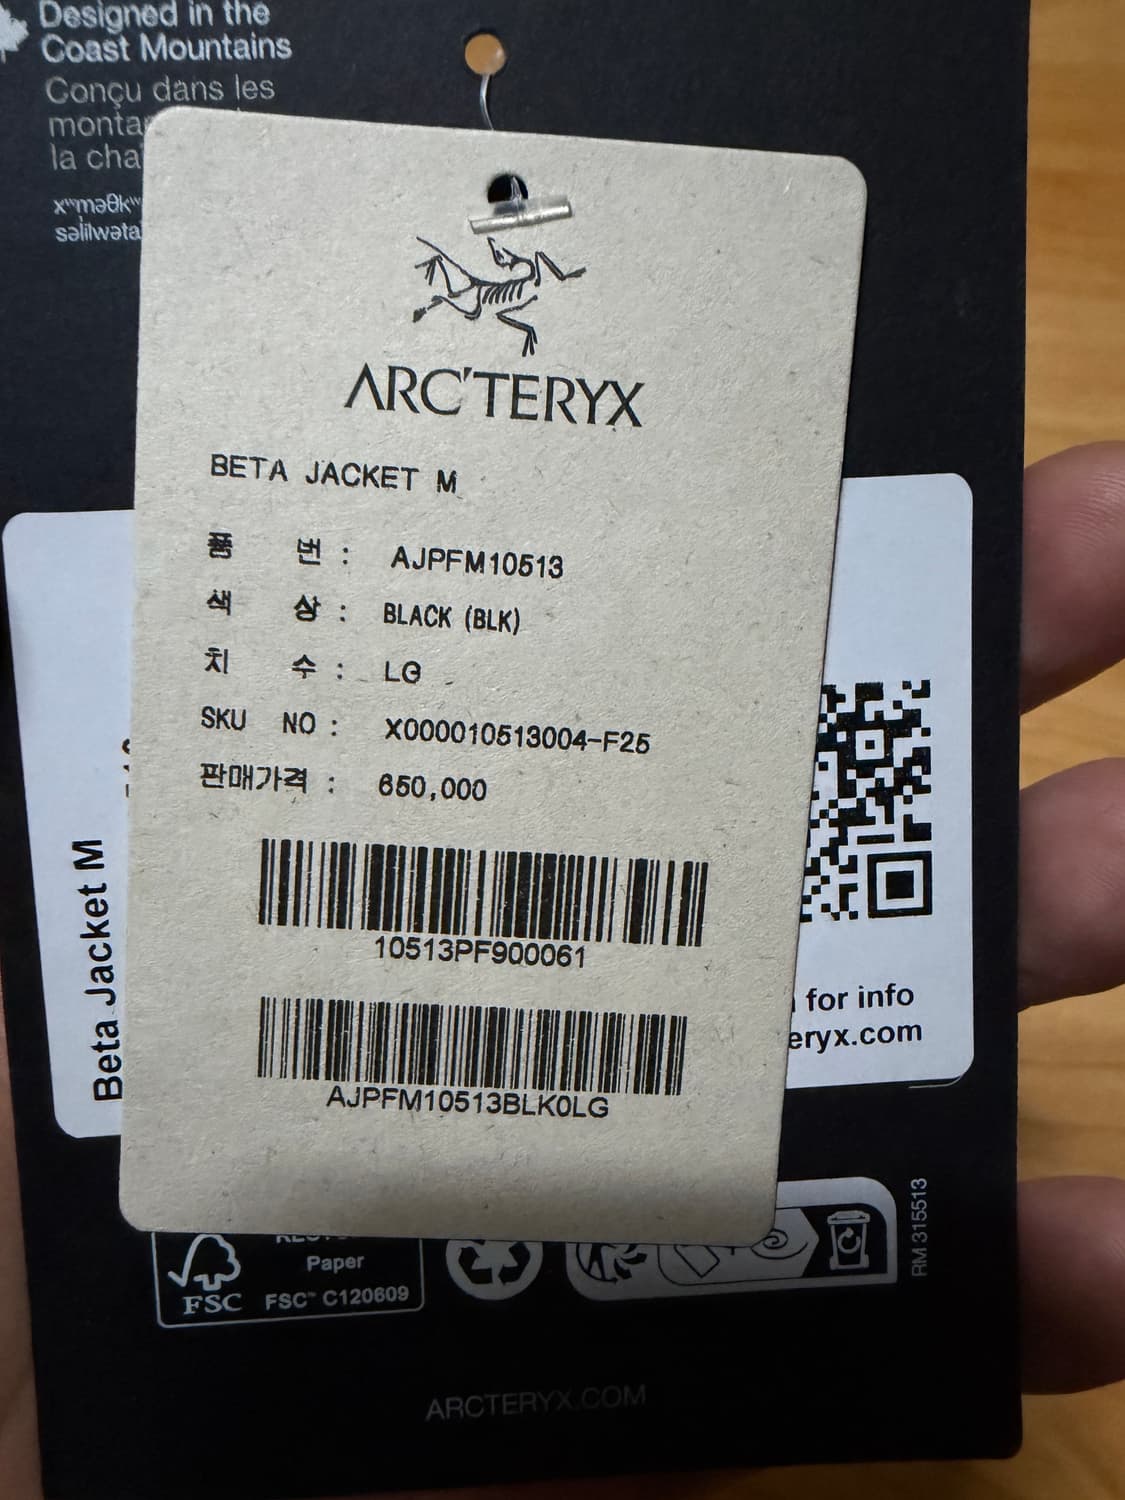 Designed in the
Coast Mountains
Conçu dans les
la
ARC'TERYX
BETA JACKET M
품 번 : AJPFM10513
색 상 : BLACK (BLK)
치 수 : LG
SKU NO : X000010513004-F25
판매가격 : 650,000
10513PF900061
AJPFM10513BLK0LG
Beta Jacket M
for info
eryx.com
Paper
FSC
FSC™ C120609
RM 315513
ARCTERYX.COM